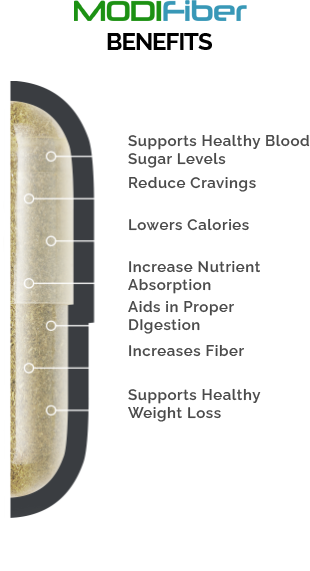 MODIFiber
BENEFITS
Supports Healthy Blood
Sugar Levels
Reduce Cravings
Lowers Calories
Increase Nutrient
Absorption
Aids in Proper
DIgestion
Increases Fiber
Supports Healthy
Weight Loss